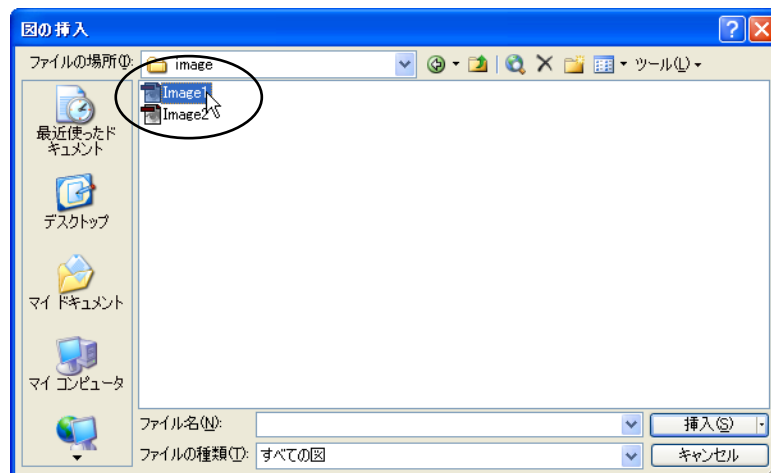 図の挿入
ファイルの場所(I):
image
ツール(L)
Image1
Image2
最近使ったド
キュメント
デスクトップ
マイ ドキュメント
マイ コンピュータ
ファイル名(N):
挿入(S)
ファイルの種類(T):
すべての図
キャンセル